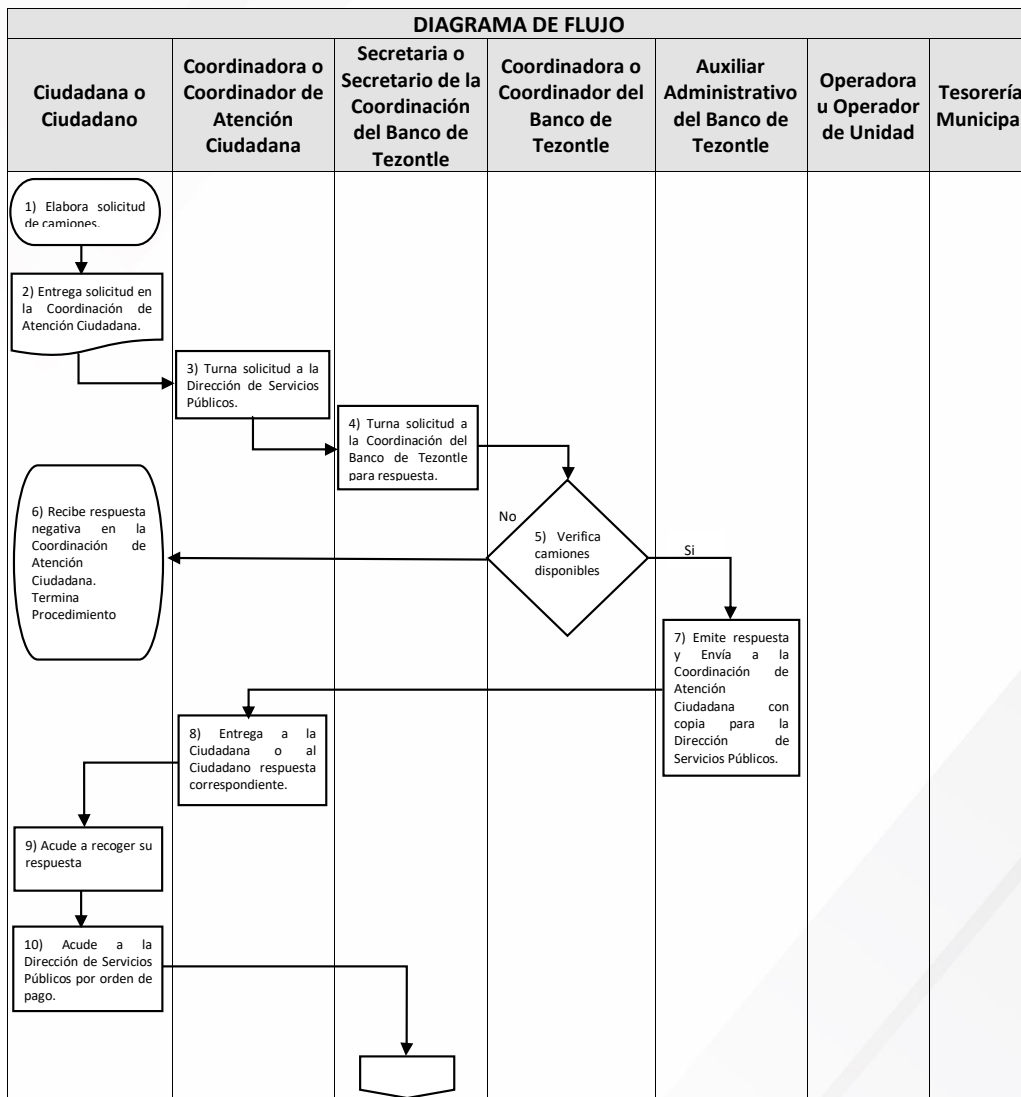 DIAGRAMA DE FLUJO
Ciudadana o
Ciudadano
Coordinadora o
Coordinador de
Atención
Ciudadana
Secretaria o
Secretario de la
Coordinación
del Banco de
Tezontle
Coordinadora o
Coordinador del
Banco de
Tezontle
Auxiliar
Administrativo
del Banco de
Tezontle
Operadora
u Operador
de Unidad
Tesorería
Municipa
1) Elabora solicitud
de camiones.
2) Entrega solicitud en
la Coordinación de
Atención Ciudadana.
3) Turna solicitud a la
Dirección de Servicios
Públicos.
4) Turna solicitud a
la Coordinación del
Banco de Tezontle
para respuesta.
No
5) Verifica
camiones
disponibles
Si
6) Recibe respuesta
negativa en la
Coordinación de
Atención
Ciudadana.
Termina
Procedimiento
7) Emite respuesta
y Envía a la
Coordinación de
Atención
Ciudadana con
copia para la
Dirección de
Servicios Públicos.
8) Entrega a la
Ciudadana o al
Ciudadano respuesta
correspondiente.
9) Acude a recoger su
respuesta
10) Acude a la
Dirección de Servicios
Públicos por orden de
pago.